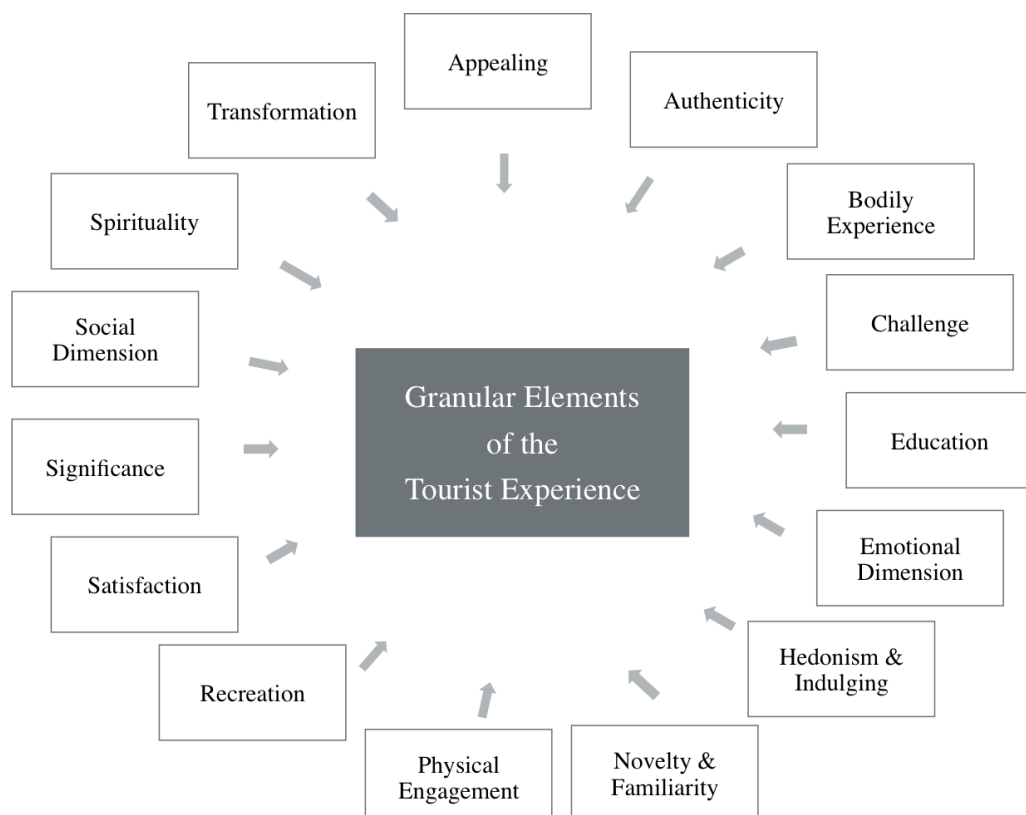 Appealing
Authenticity
Bodily
Experience
Challenge
Education
Emotional
Dimension
Hedonism &
Indulging
Novelty &
Familiarity
Physical
Engagement
Recreation
Satisfaction
Significance
Social
Dimension
Spirituality
Transformation
Granular Elements
of the
Tourist Experience